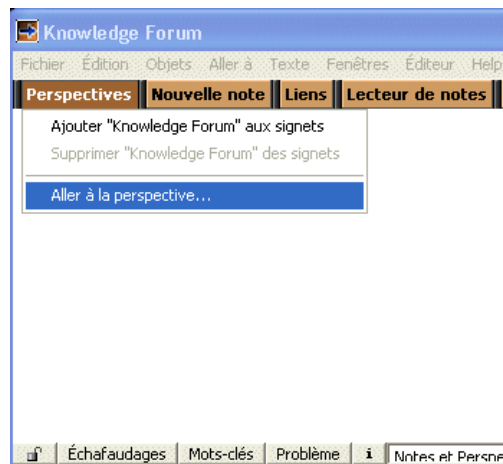 Knowledge Forum
Fichier Édition Objets Aller à Texte Fenêtres Éditeur Help
Perspectives Nouvelle note Liens Lecteur de notes
Ajouter "Knowledge Forum" aux signets
Supprimer "Knowledge Forum" des signets
Aller à la perspective...
Échafaudages Mots-clés Problème i Notes et Perspe